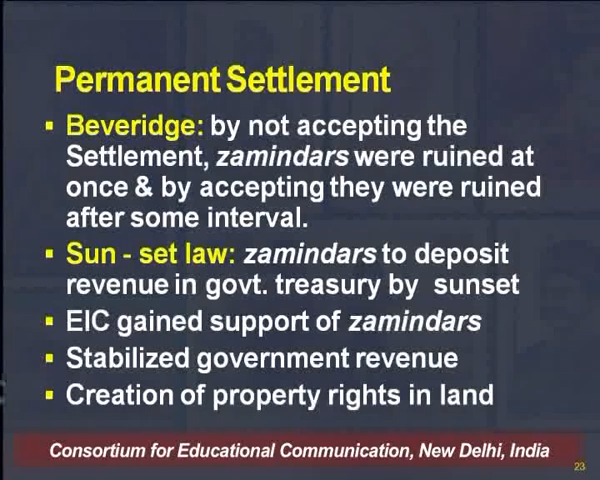 Permanent Settlement
▪ Beveridge: by not accepting the
Settlement, zamindars were ruined at
once & by accepting they were ruined
after some interval.
▪ Sun - set law: zamindars to deposit
revenue in govt. treasury by sunset
▪ EIC gained support of zamindars
▪ Stabilized government revenue
▪ Creation of property rights in land
Consortium for Educational Communication, New Delhi, India
23